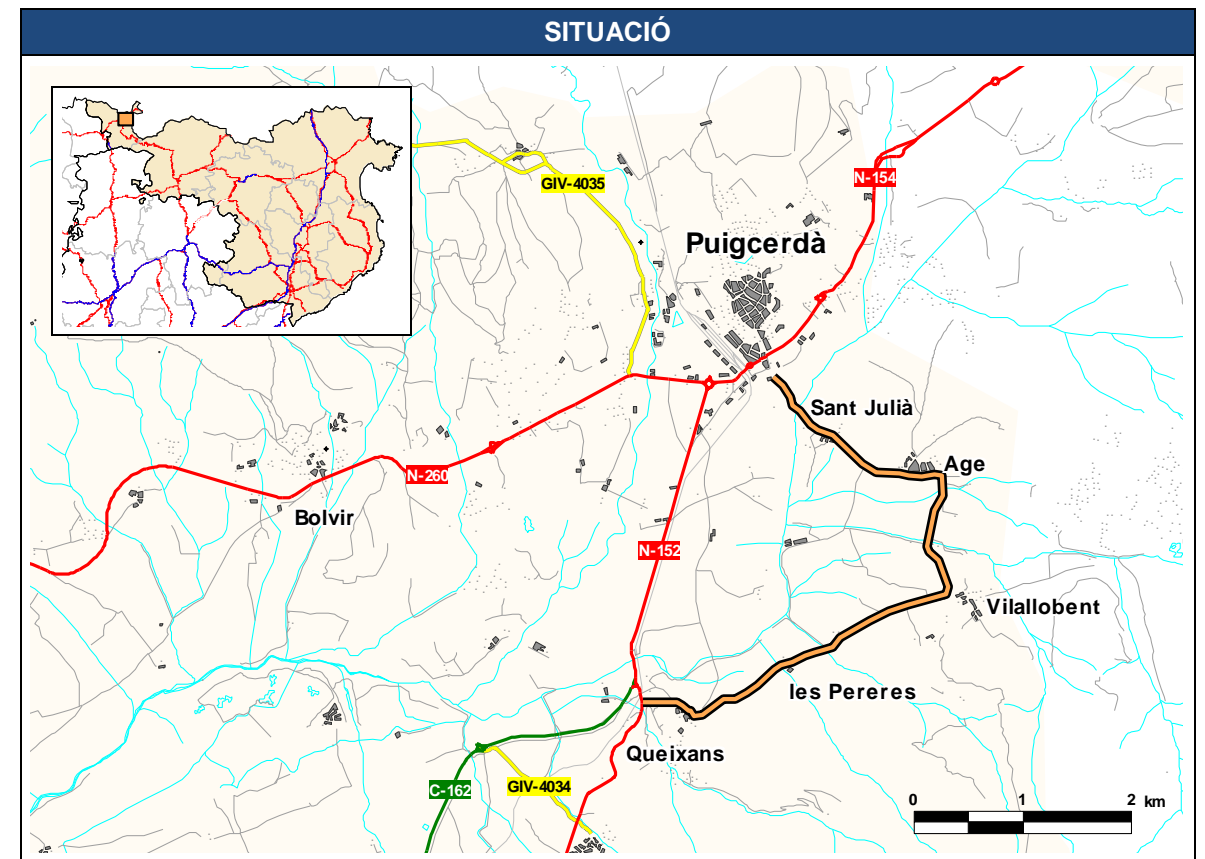 SITUACIÓ
GIV-4035
N-154
Puigcerdà
Sant Julià
Age
N-260
Bolvir
N-152
Vilallobent
les Pereres
Queixans
C-162
GIV-4034
0 1 2 km